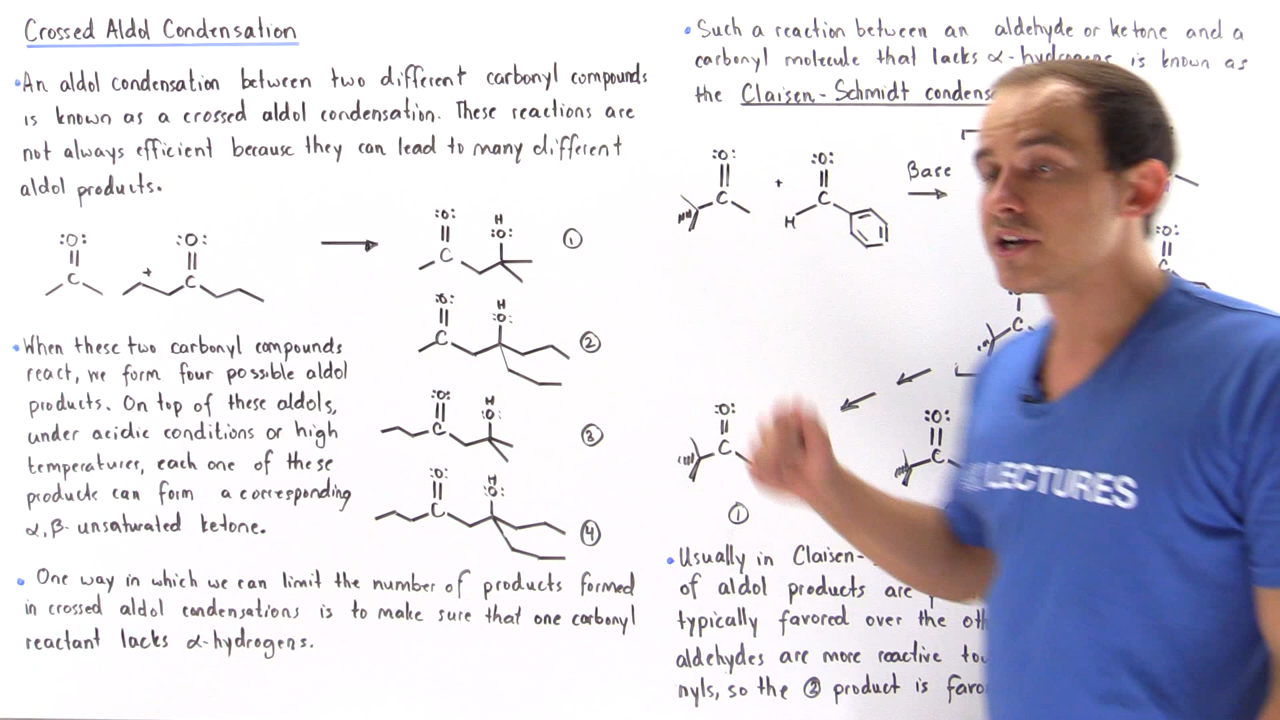 Crossed Aldol Condensation
•An aldol condensation between two different carbonyl compounds
is known as a crossed aldol condensation. These reactions are
not always efficient because they can lead to many different
aldol products.
:O:
C
+
:O:
C
:O:
C
H
:O:
①
:O:
C
H
:O:
②
:O:
C
H
:O:
③
:O:
C
H
:O:
④
•When these two carbonyl compounds
react, we form four possible aldol
products. On top of these aldols,
under acidic conditions or high
temperatures, each one of these
products can form a corresponding
α,β-unsaturated ketone.
• One way in which we can limit the number of products formed
in crossed aldol condensations is to make sure that one carbonyl
reactant lacks α-hydrogens.
•Such a reaction between an aldehyde or ketone and a
carbonyl molecule that lacks α-hydrogens is known as
the Claisen-Schmidt
:O:
C
+
:O:
C
H
Base
:O:
C
C
:O:
C
①
:O:
C
LECTURES
•Usually in Claisen-
of aldol products are
typically favored over the
aldehydes are more reactive
nyls, so the ② product is